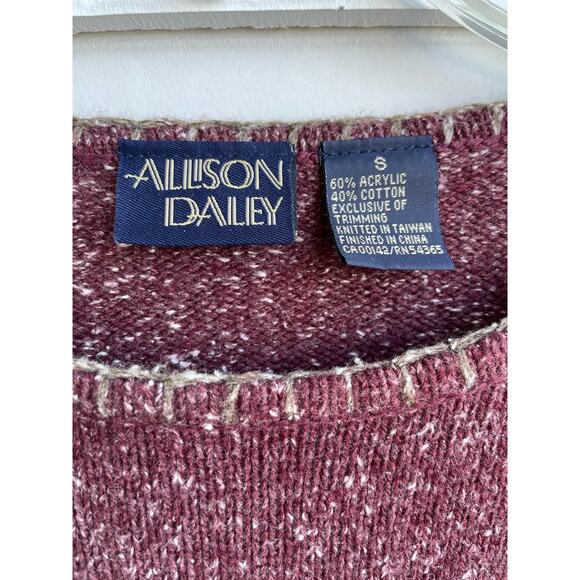 ALLISON
DALEY
S
60% ACRYLIC
40% COTTON
EXCLUSIVE OF
TRIMMING
KNITTED IN TAIWAN
FINISHED IN CHINA
CA00142/RN54365